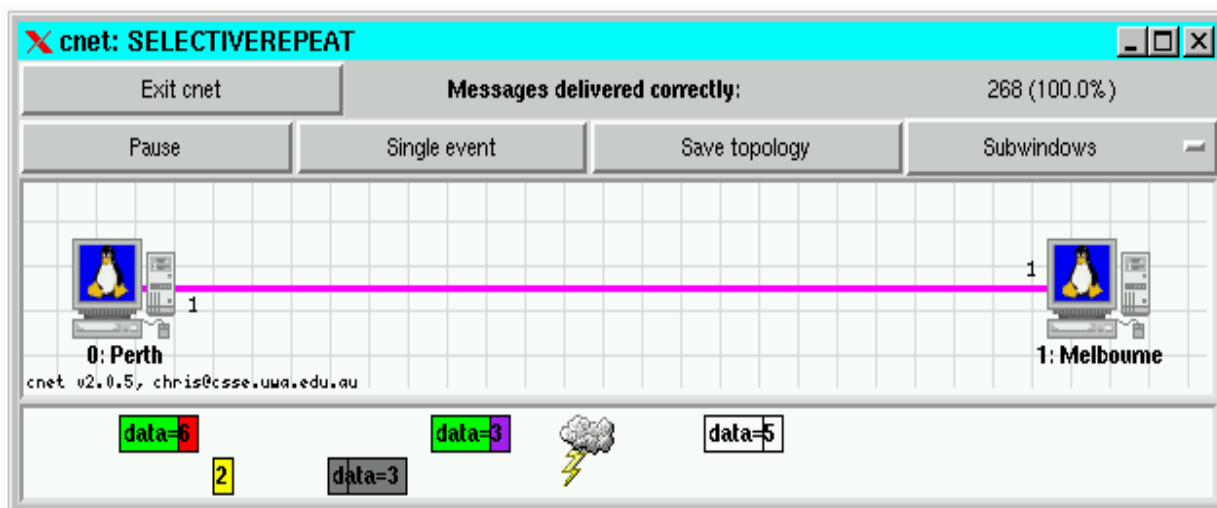 cnet: SELECTIVEREPEAT
Exit cnet Messages delivered correctly: 268 (100.0%)
Pause Single event Save topology Subwindows
1
1
0: Perth 1: Melbourne
cnet v2.0.5, chris@csse.uwa.edu.au
data=6 data=3 data=5
2 data=3